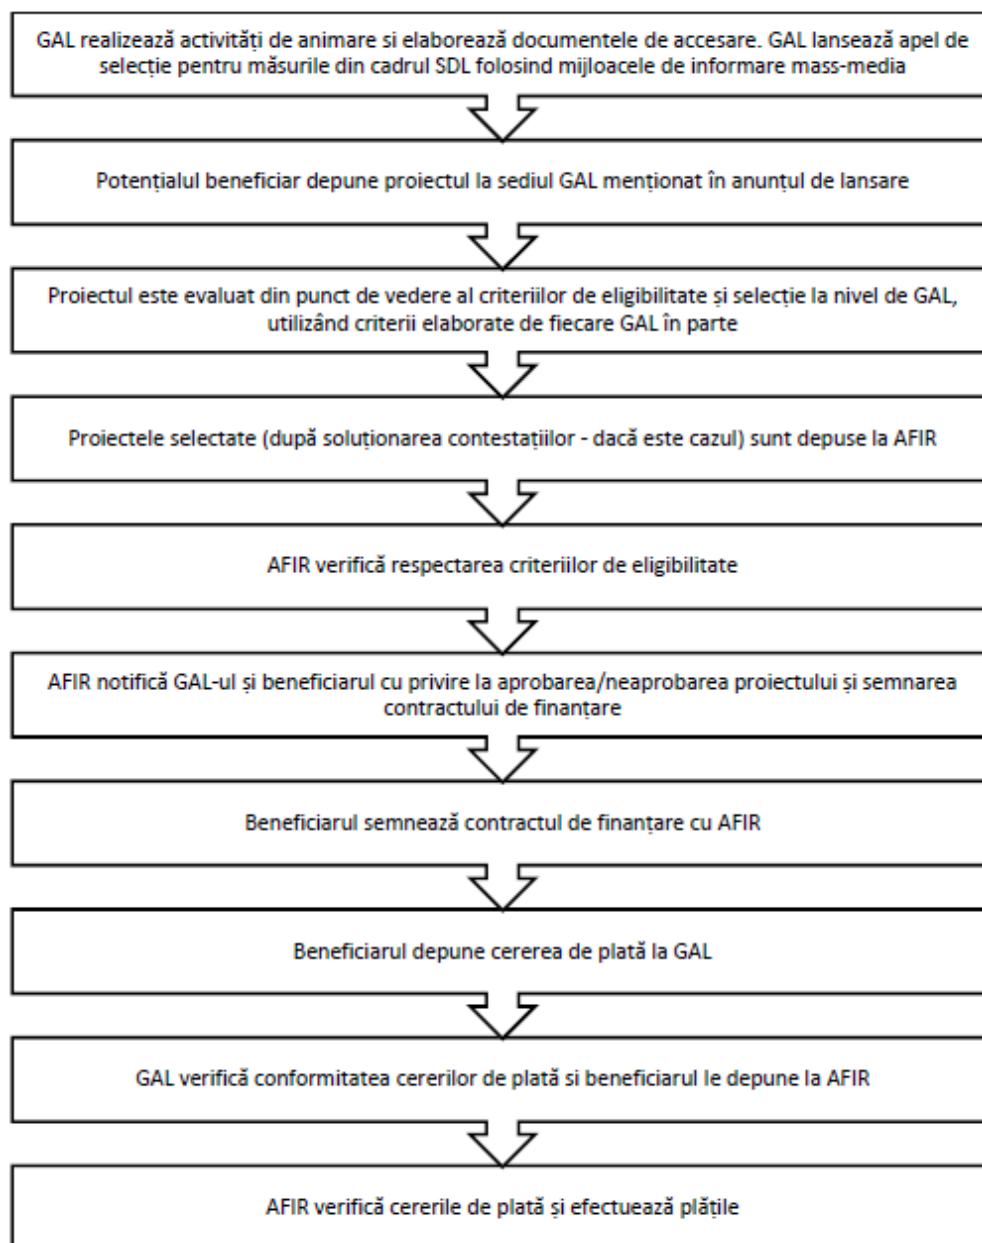 GAL realizează activități de animare si elaborează documentele de accesare. GAL lansează apel de
selecție pentru măsurile din cadrul SDL folosind mijloacele de informare mass-media
Potențialul beneficiar depune proiectul la sediul GAL menționat în anunțul de lansare
Proiectul este evaluat din punct de vedere al criteriilor de eligibilitate și selecție la nivel de GAL,
utilizând criterii elaborate de fiecare GAL în parte
Proiectele selectate (după soluționarea contestațiilor - dacă este cazul) sunt depuse la AFIR
AFIR verifică respectarea criteriilor de eligibilitate
AFIR notifică GAL-ul și beneficiarul cu privire la aprobarea/neaprobarea proiectului și semnarea
contractului de finanțare
Beneficiarul semnează contractul de finanțare cu AFIR
Beneficiarul depune cererea de plată la GAL
GAL verifică conformitatea cererilor de plată si beneficiarul le depune la AFIR
AFIR verifică cererile de plată și efectuează plățile